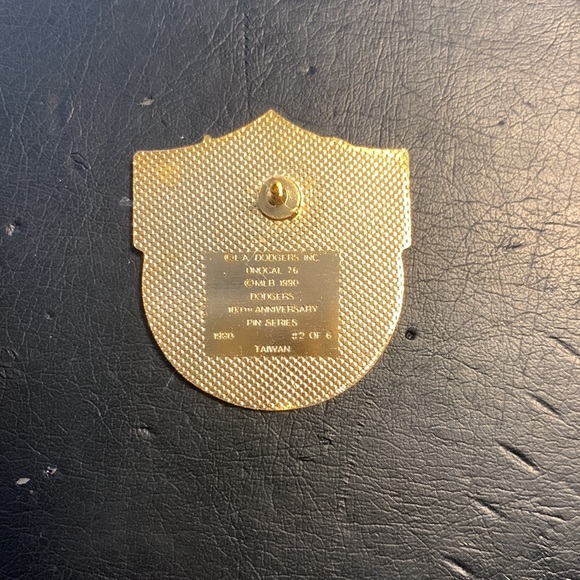 ©L.A. DODGERS INC.
UNOCAL 76
©MLB 1990
DODGERS
100TH ANNIVERSARY
PIN SERIES
1990 #2 OF 6
TAIWAN